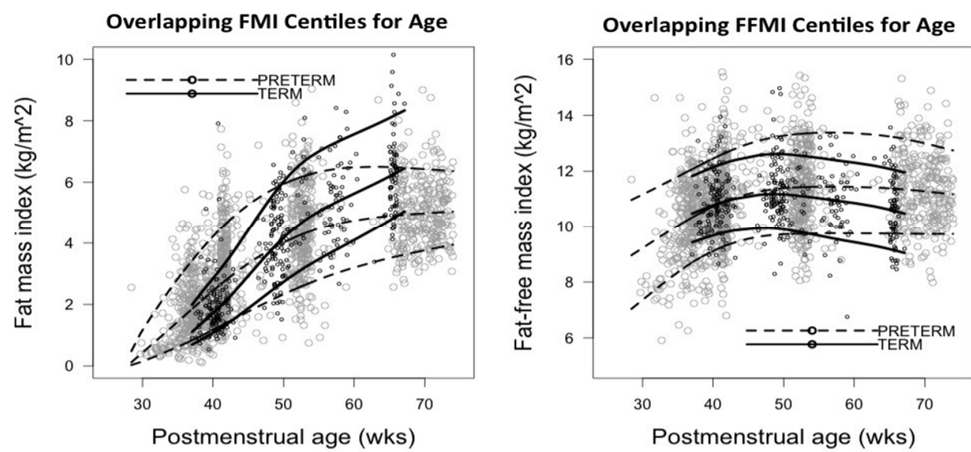 Overlapping FMI Centiles for Age
Fat mass index (kg/m^2)
10
8
6
4
2
0
PRETERM
TERM
30 40 50 60 70
Postmenstrual age (wks)
Overlapping FFMI Centiles for Age
Fat-free mass index (kg/m^2)
16
14
12
10
8
6
PRETERM
TERM
30 40 50 60 70
Postmenstrual age (wks)